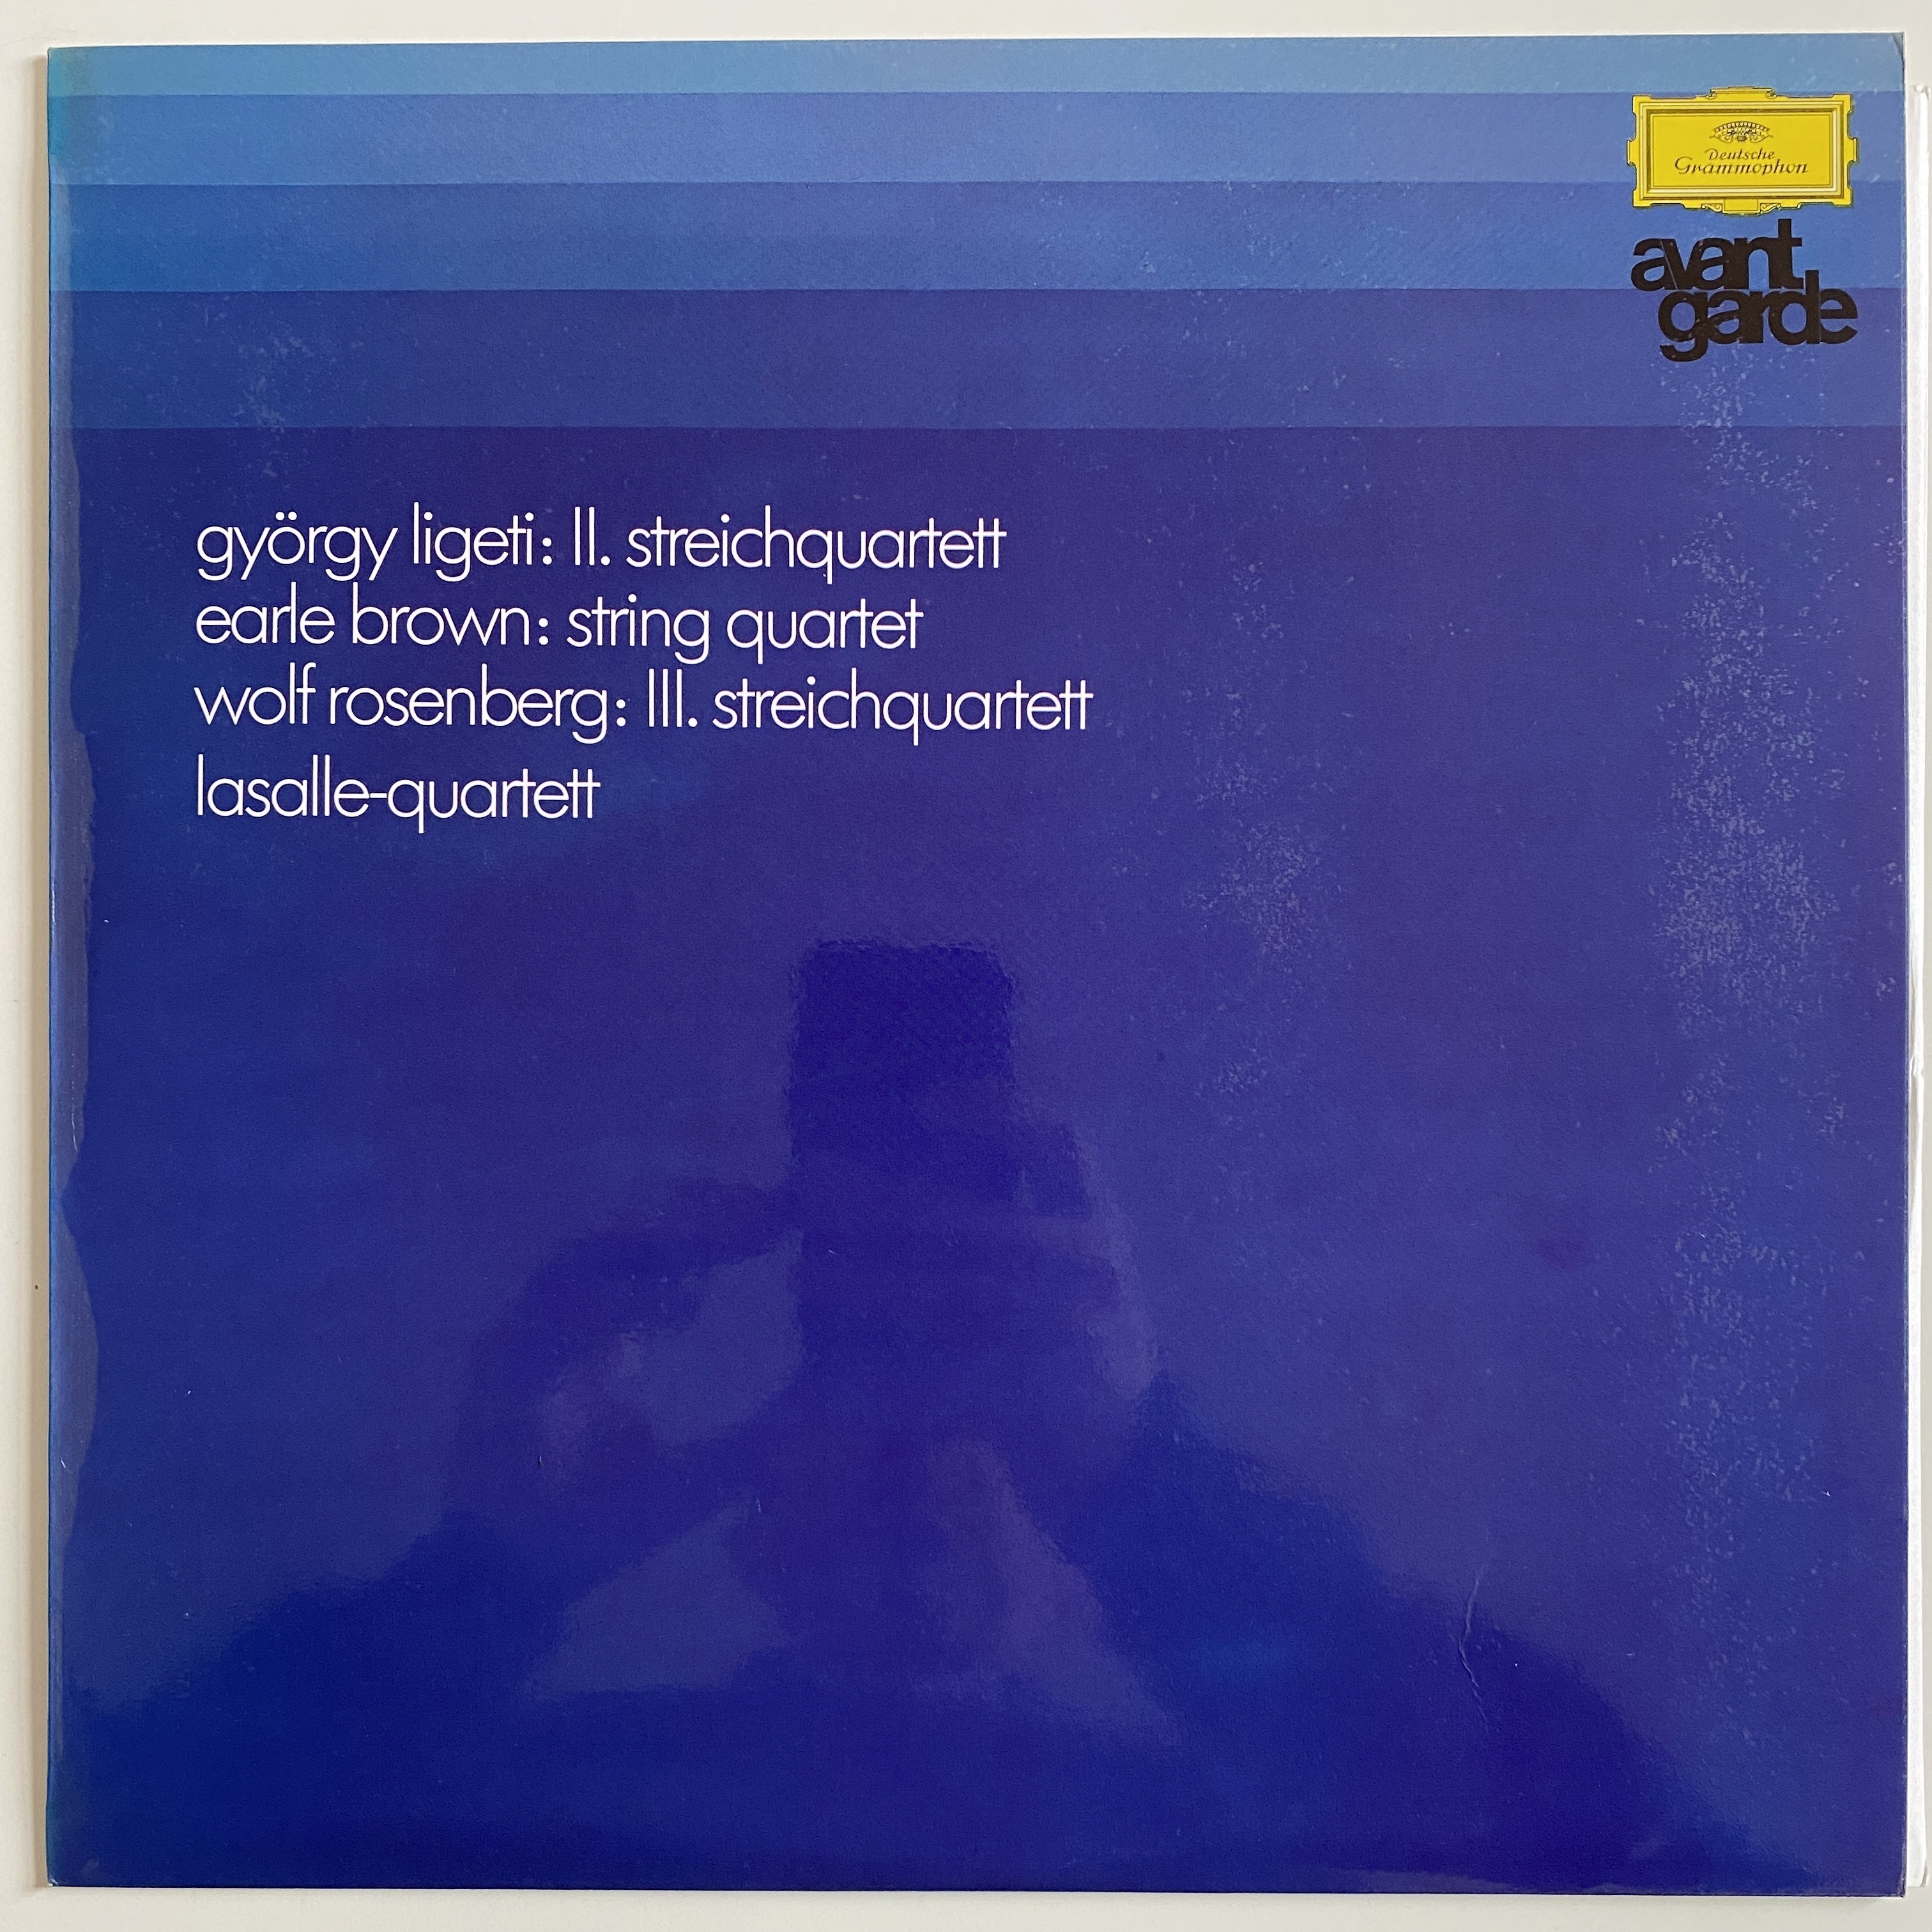 Deutsche
Grammophon
avant
garde
györgy ligeti: II. streichquartett
earle brown: string quartet
wolf rosenberg: III. streichquartett
lasalle-quartett